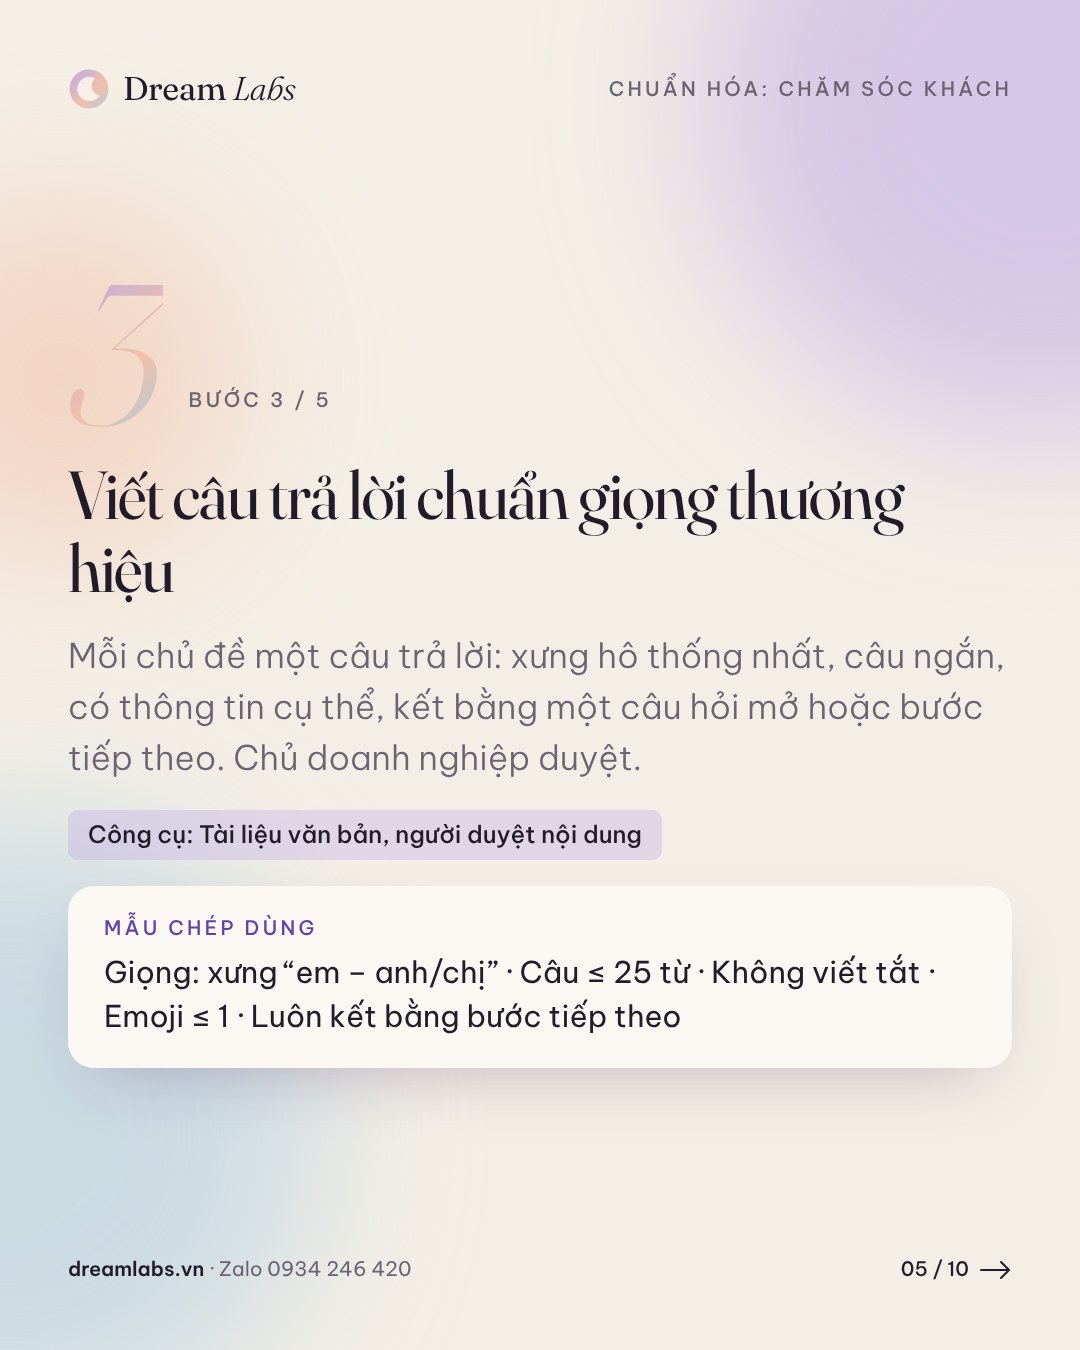 Dream Labs
CHUẨN HÓA: CHĂM SÓC KHÁCH
3
BƯỚC 3 / 5
Viết câu trả lời chuẩn giọng thương
hiệu
Mỗi chủ đề một câu trả lời: xưng hô thống nhất, câu ngắn,
có thông tin cụ thể, kết bằng một câu hỏi mở hoặc bước
tiếp theo. Chủ doanh nghiệp duyệt.
Công cụ: Tài liệu văn bản, người duyệt nội dung
MẪU CHÉP DÙNG
Giọng: xưng “em – anh/chị” · Câu ≤ 25 từ · Không viết tắt ·
Emoji ≤ 1 · Luôn kết bằng bước tiếp theo
dreamlabs.vn · Zalo 0934 246 420
05 / 10 →